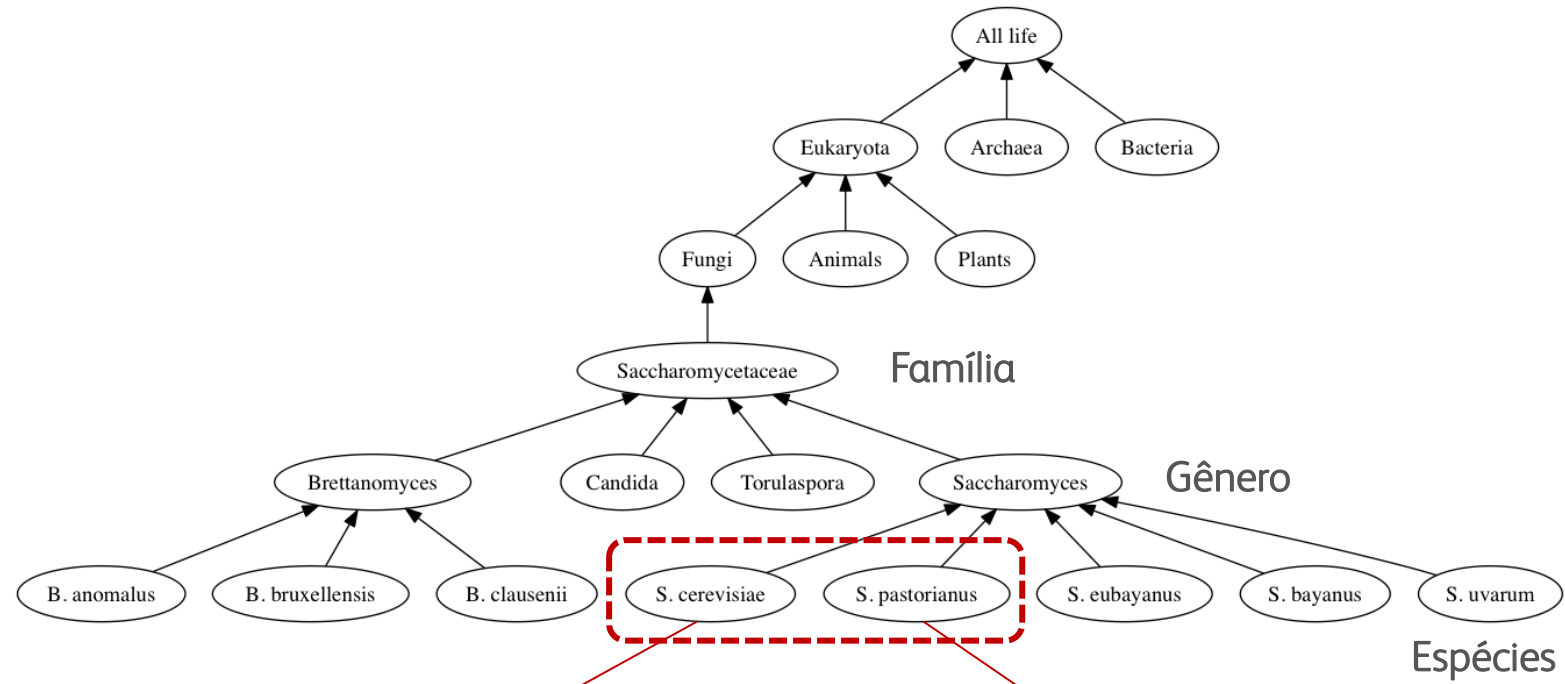 All life
Eukaryota
Archaea
Bacteria
Fungi
Animals
Plants
Saccharomycetaceae
Família
Brettanomyces
Candida
Torulaspora
Saccharomyces
Gênero
B. anomalus
B. bruxellensis
B. clausenii
S. cerevisiae
S. pastorianus
S. eubayanus
S. bayanus
S. uvarum
Espécies